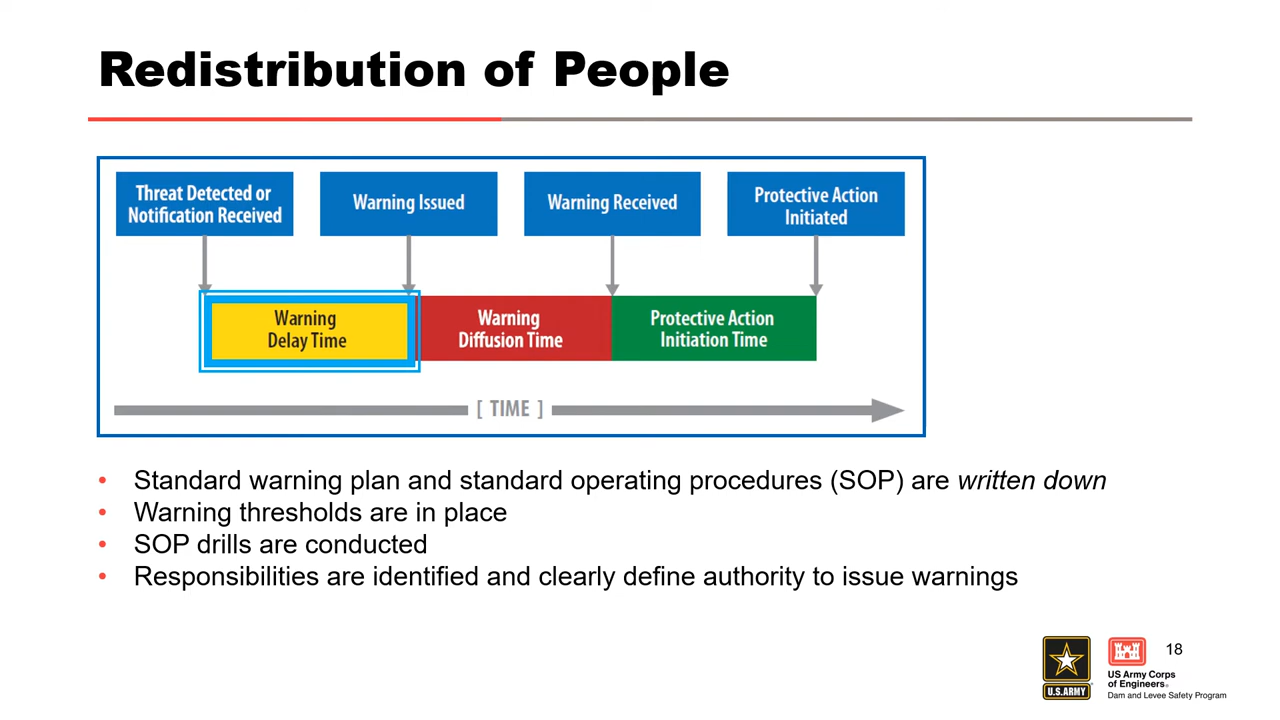 Redistribution of People
Threat Detected or
Notification Received
Warning Issued
Warning Received
Protective Action
Initiated
Warning
Delay Time
Warning
Diffusion Time
Protective Action
Initiation Time
[ TIME ]
• Standard warning plan and standard operating procedures (SOP) are written down
• Warning thresholds are in place
• SOP drills are conducted
• Responsibilities are identified and clearly define authority to issue warnings
U.S.ARMY
US Army Corps
of Engineers®
Dam and Levee Safety Program
18